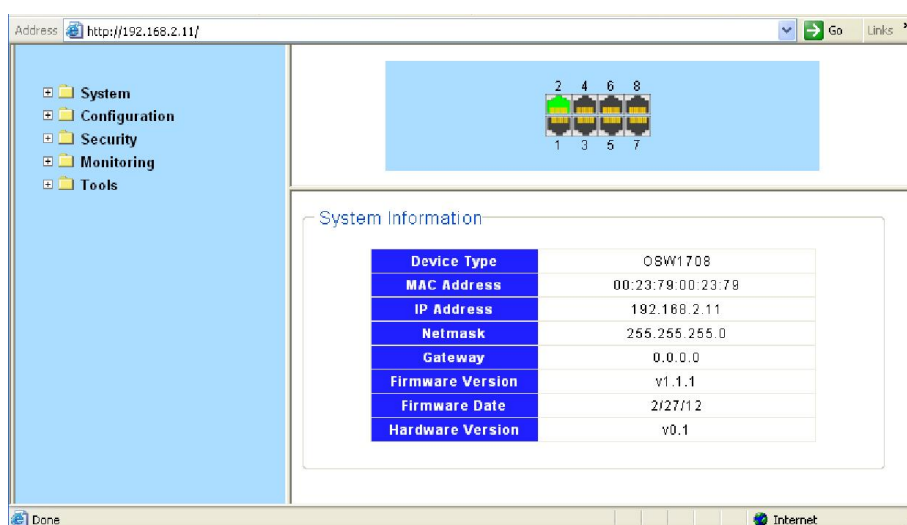 Address http://192.168.2.11/ Go Links
System
Configuration
Security
Monitoring
Tools
2 4 6 8
1 3 5 7
System Information
Device Type OSW1708
MAC Address 00:23:79:00:23:79
IP Address 192.168.2.11
Netmask 255.255.255.0
Gateway 0.0.0.0
Firmware Version v1.1.1
Firmware Date 2/27/12
Hardware Version v0.1
Done Internet